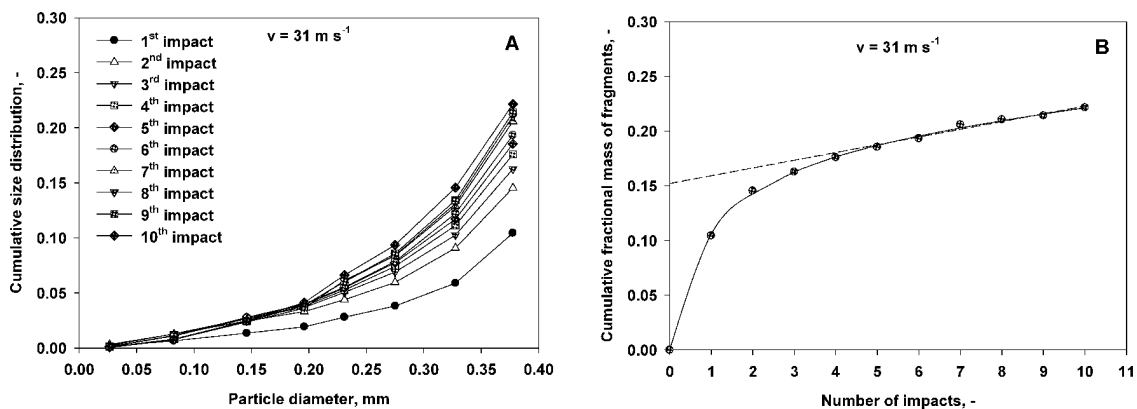 v = 31 m s⁻¹
A
1ˢᵗ impact
2ⁿᵈ impact
3ʳᵈ impact
4ᵗʰ impact
5ᵗʰ impact
6ᵗʰ impact
7ᵗʰ impact
8ᵗʰ impact
9ᵗʰ impact
10ᵗʰ impact
Cumulative size distribution, -
0.30
0.25
0.20
0.15
0.10
0.05
0.00
0.00 0.05 0.10 0.15 0.20 0.25 0.30 0.35 0.40
Particle diameter, mm
v = 31 m s⁻¹
B
Cumulative fractional mass of fragments, -
0.30
0.25
0.20
0.15
0.10
0.05
0.00
0 1 2 3 4 5 6 7 8 9 10 11
Number of impacts, -